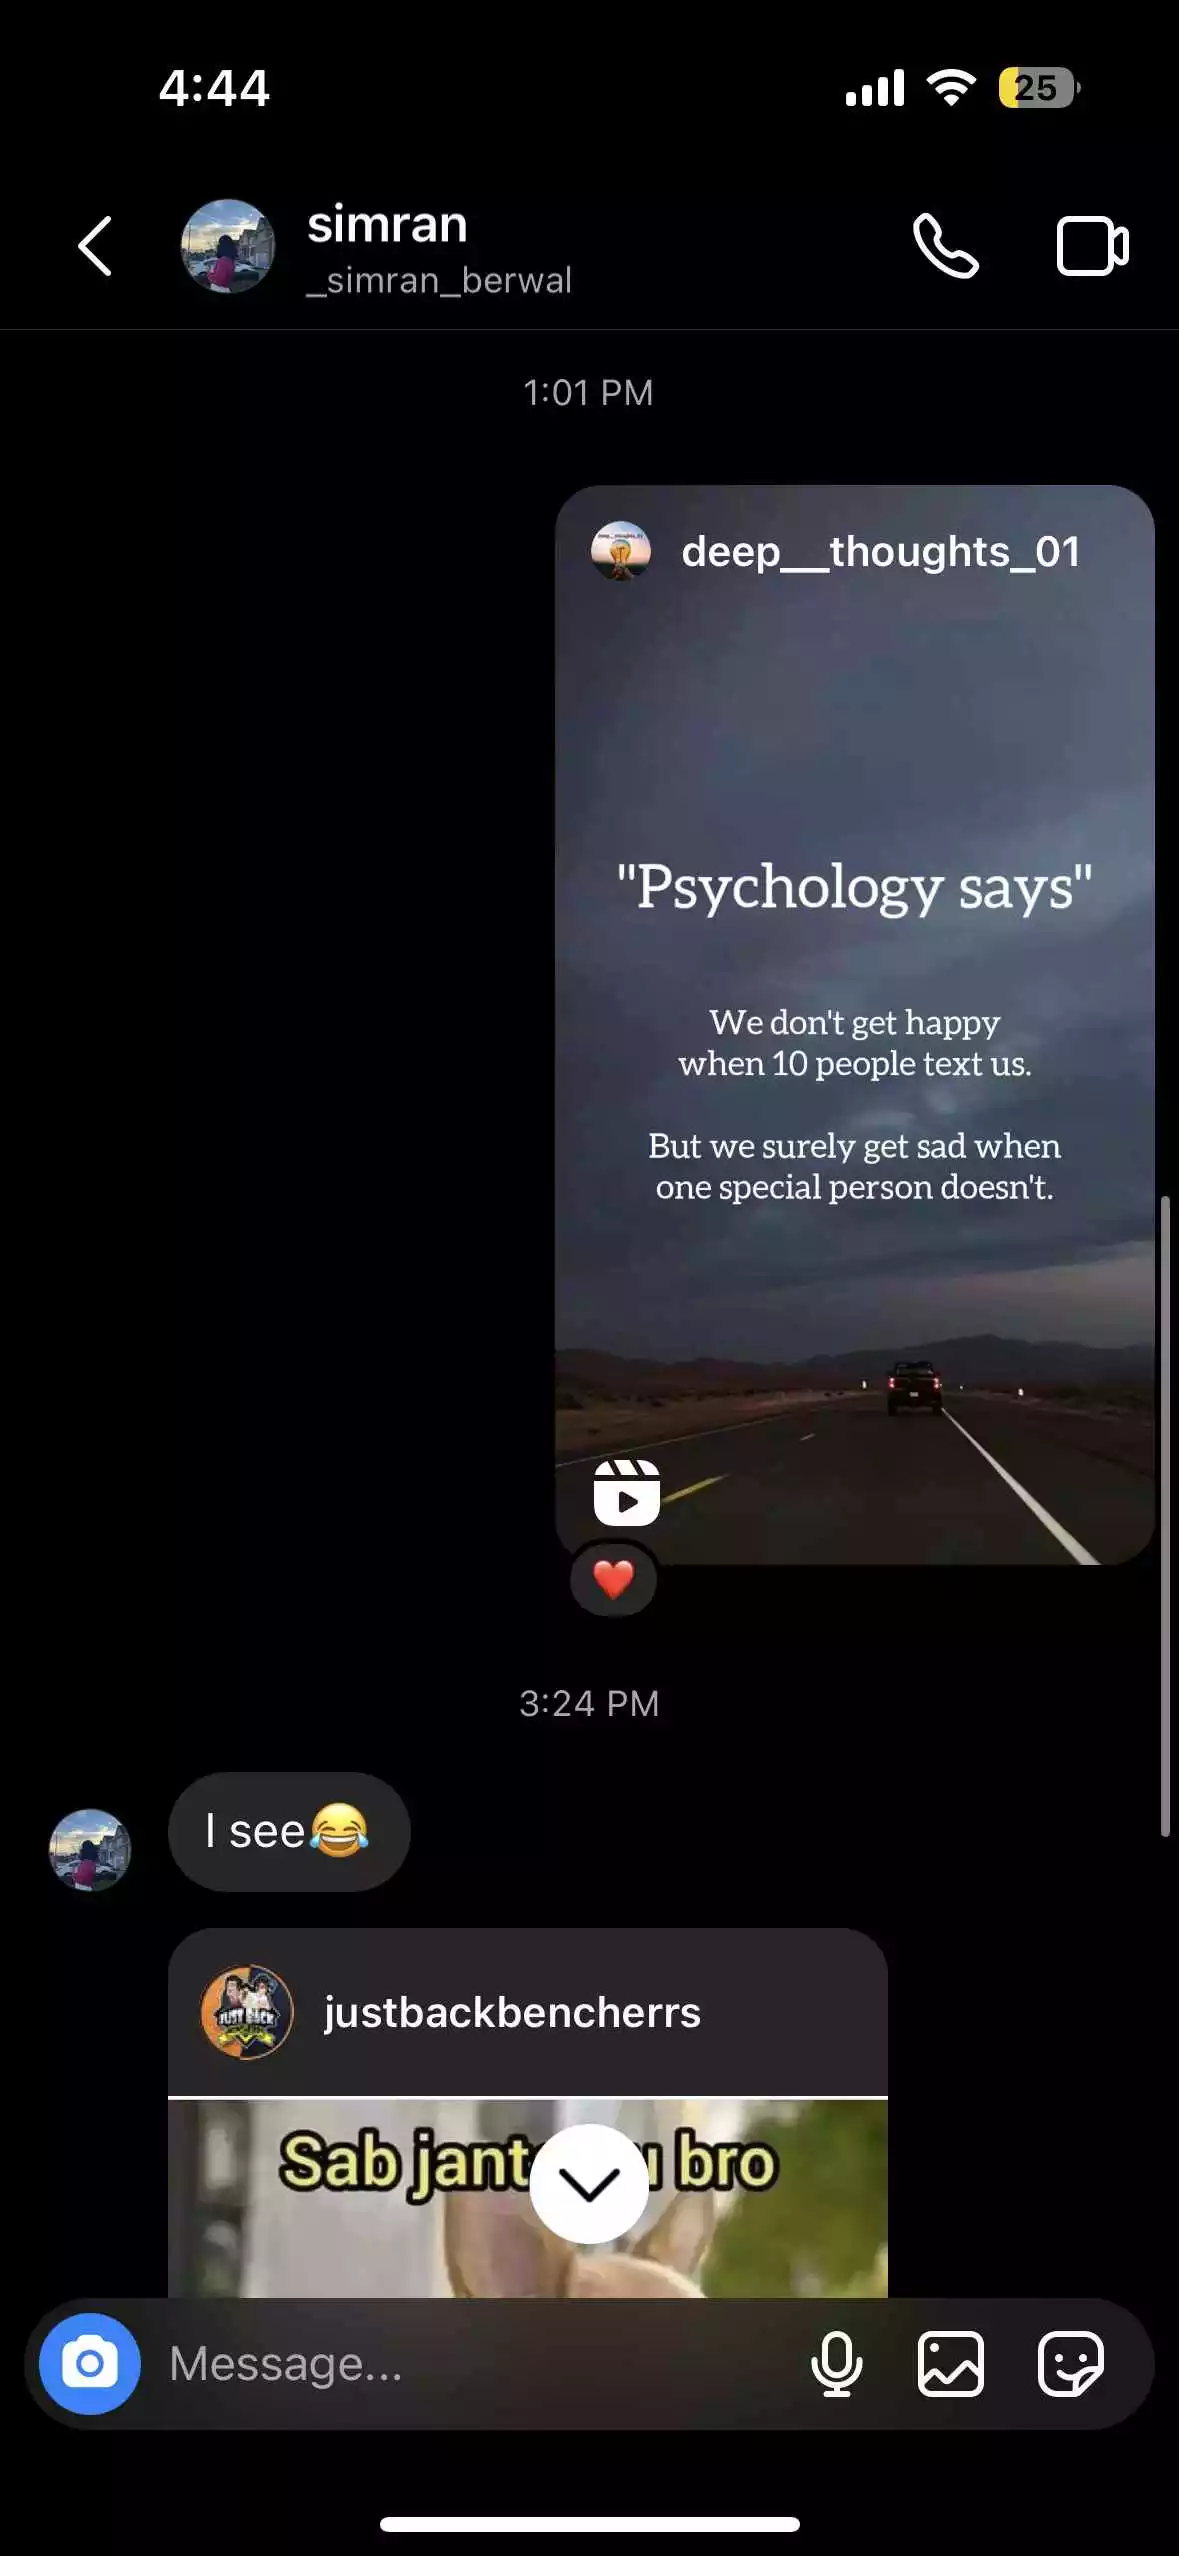 4:44
25
simran
_simran_berwal
1:01 PM
deep__thoughts_01
"Psychology says"
We don't get happy
when 10 people text us.
But we surely get sad when
one special person doesn't.
3:24 PM
I see😂
justbackbencherrs
JUST BACK
Sab bro
Message...